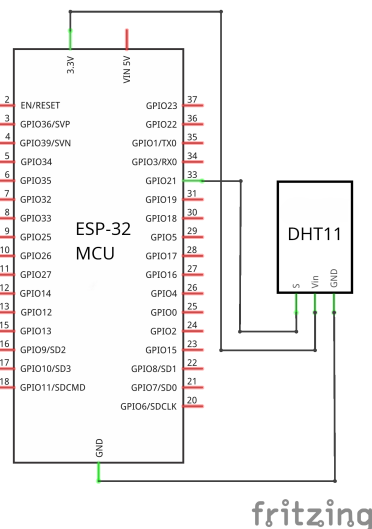 3.3V
VIN 5V
2 EN/RESET GPIO23 37
3 GPIO36/SVP GPIO22 36
4 GPIO39/SVN GPIO1/TX0 35
5 GPIO34 GPIO3/RX0 34
6 GPIO35 GPIO21 33
7 GPIO32 GPIO19 31
8 GPIO33 GPIO18 30
9 GPIO25 GPIO5 29
10 GPIO26 GPIO17 28
11 GPIO27 GPIO16 27
12 GPIO14 GPIO4 26
13 GPIO12 GPIO0 25
15 GPIO13 GPIO2 24
16 GPIO9/SD2 GPIO15 23
17 GPIO10/SD3 GPIO8/SD1 22
18 GPIO11/SDCMD GPIO7/SD0 21
GPIO6/SDCLK 20
ESP-32
MCU
GND
DHT11
S
Vin
GND
fritzing